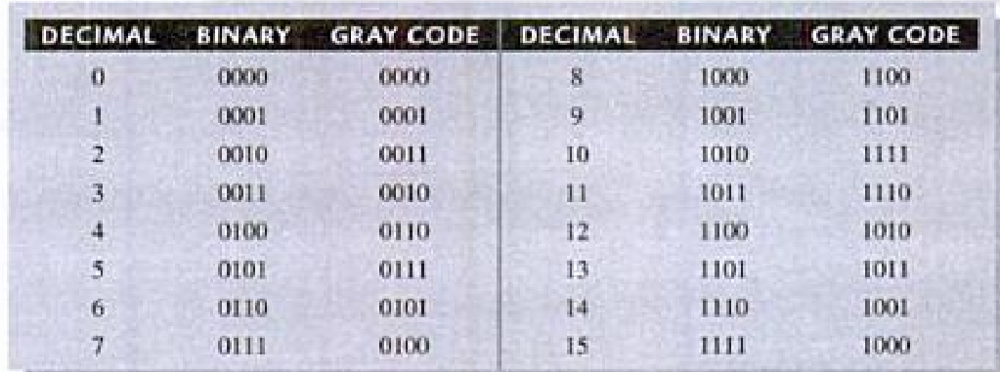 DECIMAL BINARY GRAY CODE DECIMAL BINARY GRAY CODE
0 0000 0000 8 1000 1100
1 0001 0001 9 1001 1101
2 0010 0011 10 1010 1111
3 0011 0010 11 1011 1110
4 0100 0110 12 1100 1010
5 0101 0111 13 1101 1011
6 0110 0101 14 1110 1001
7 0111 0100 15 1111 1000